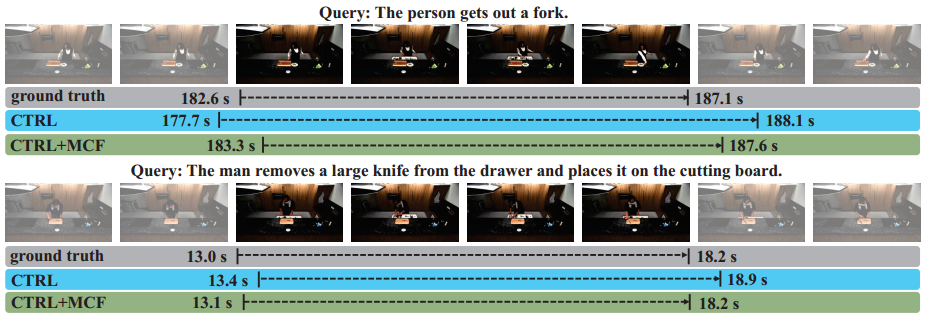 Query: The person gets out a fork.
ground truth 182.6 s 187.1 s
CTRL 177.7 s 188.1 s
CTRL+MCF 183.3 s 187.6 s
Query: The man removes a large knife from the drawer and places it on the cutting board.
ground truth 13.0 s 18.2 s
CTRL 13.4 s 18.9 s
CTRL+MCF 13.1 s 18.2 s